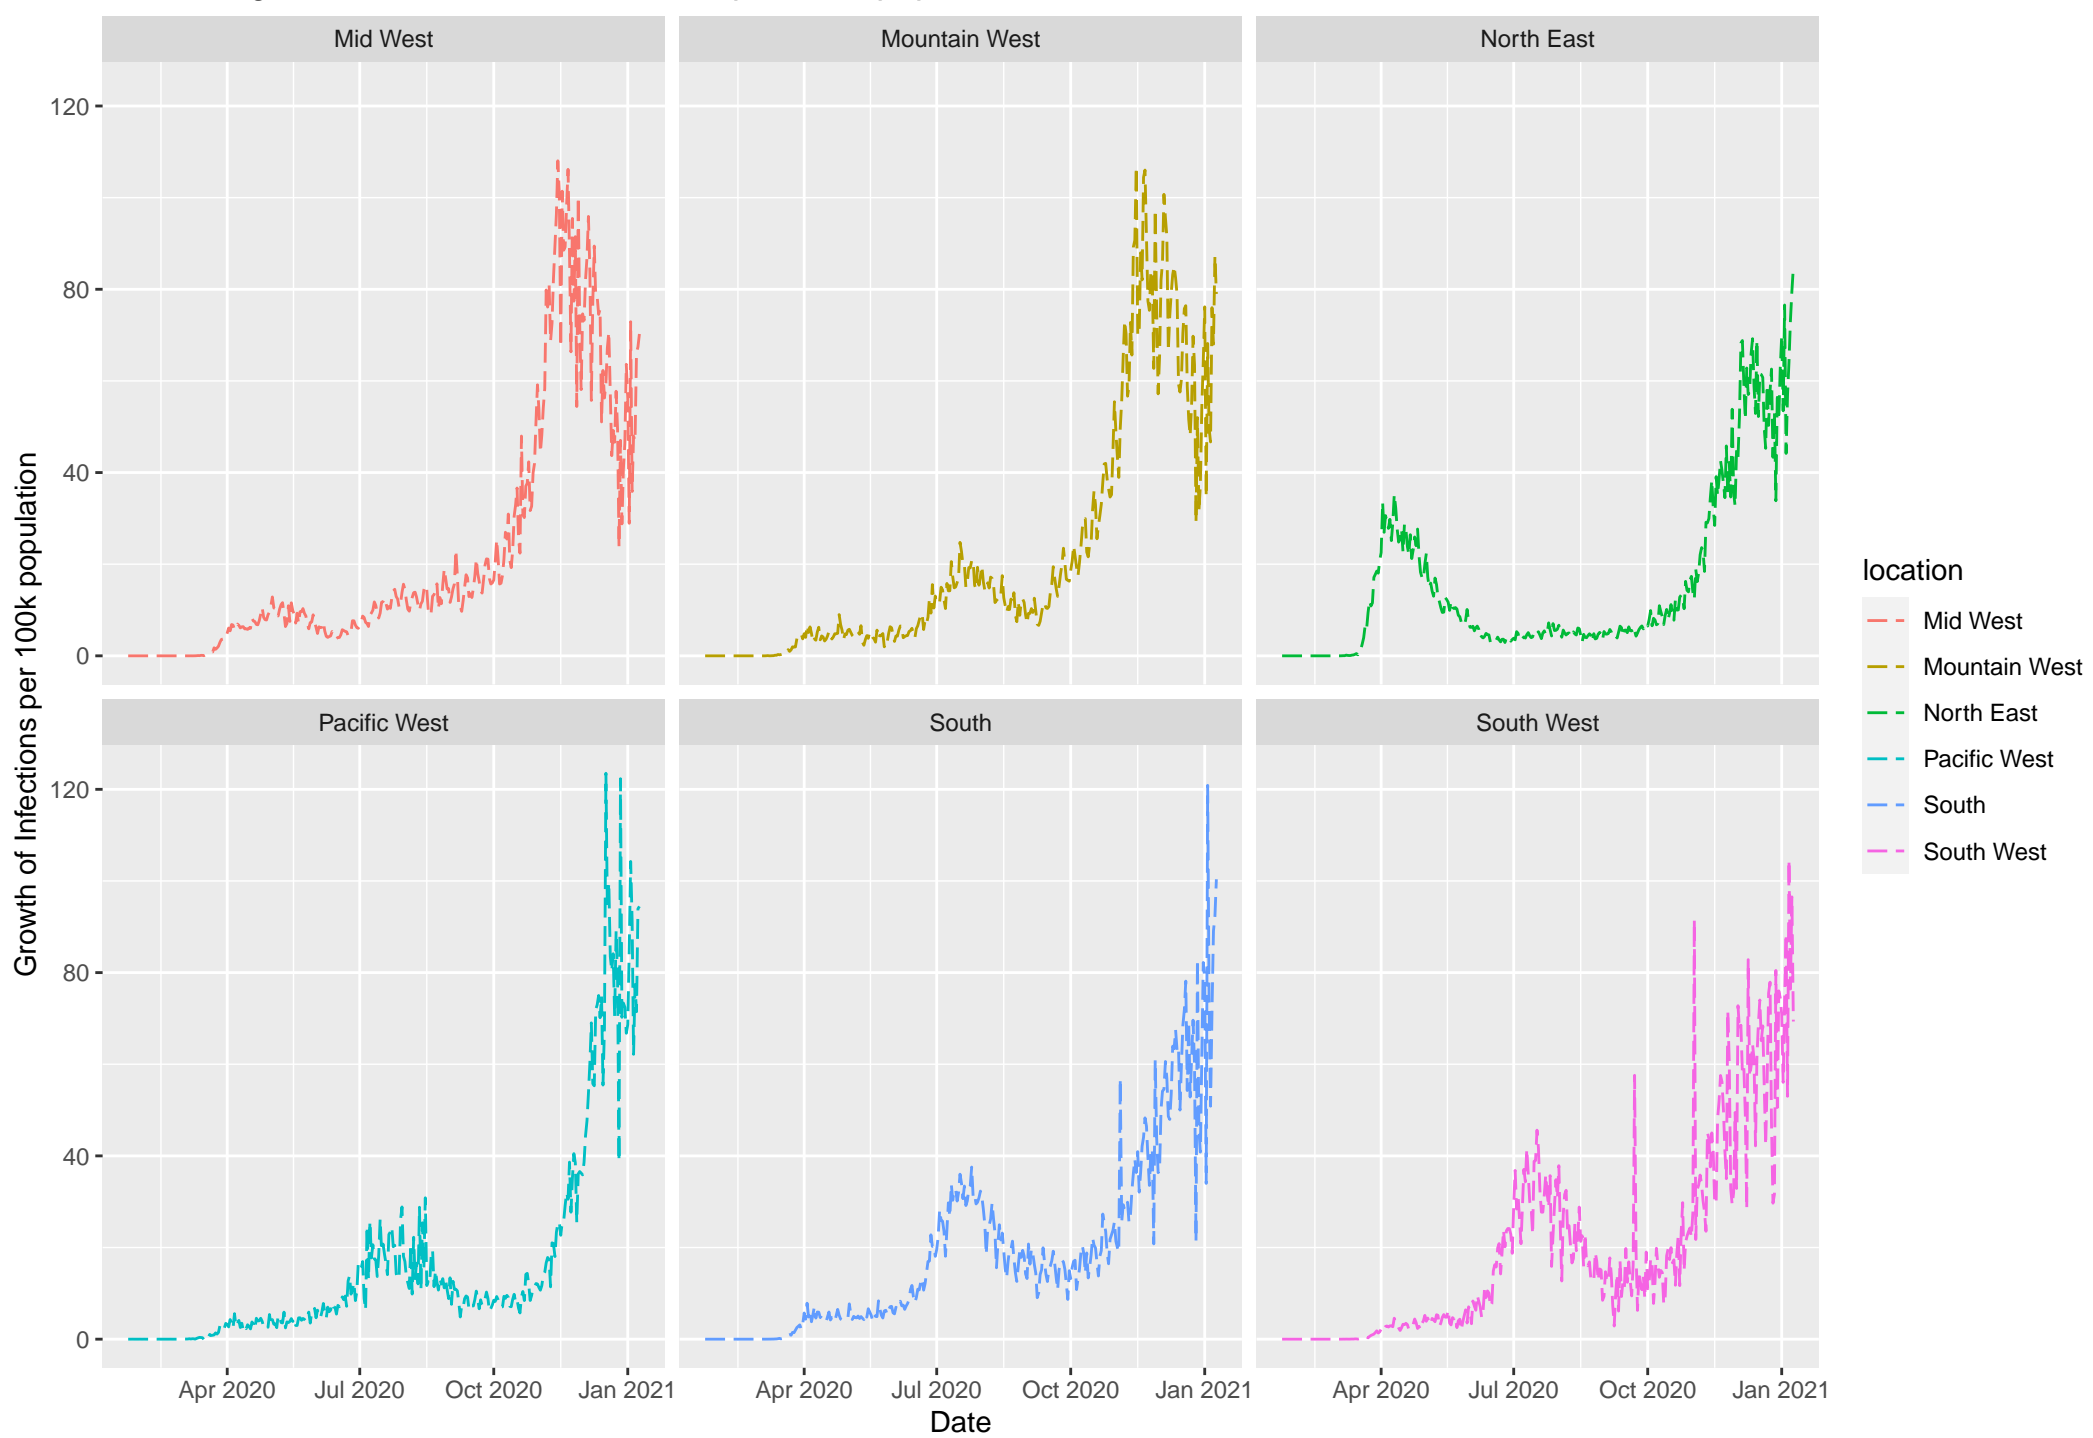 Mid West
Mountain West
North East
120
80
40
0
Pacific West
South
South West
120
80
40
0
Growth of Infections per 100k population
Apr 2020 Jul 2020 Oct 2020 Jan 2021
Apr 2020 Jul 2020 Oct 2020 Jan 2021
Apr 2020 Jul 2020 Oct 2020 Jan 2021
Date
location
Mid West
Mountain West
North East
Pacific West
South
South West